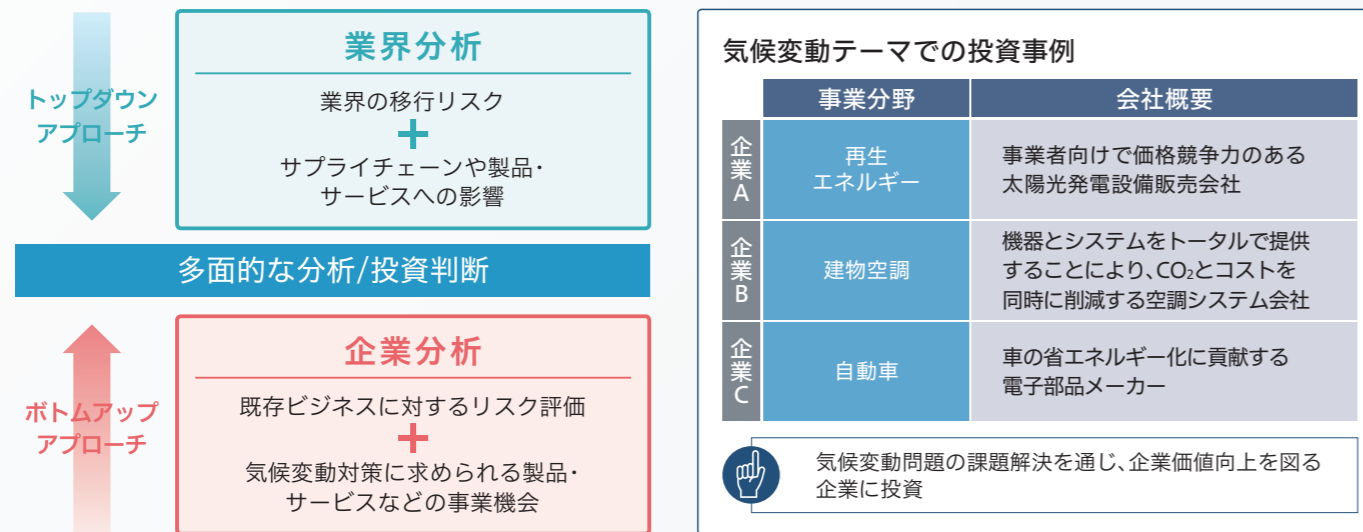 トップダウン
アプローチ
業界分析
業界の移行リスク
+
サプライチェーンや製品・
サービスへの影響
多面的な分析/投資判断
ボトムアップ
アプローチ
企業分析
既存ビジネスに対するリスク評価
+
気候変動対策に求められる製品・
サービスなどの事業機会
気候変動テーマでの投資事例
事業分野 会社概要
企業A
再生
エネルギー
事業者向けで価格競争力のある
太陽光発電設備販売会社
企業B
建物空調
機器とシステムをトータルで提供
することにより、CO₂とコストを
同時に削減する空調システム会社
企業C
自動車
車の省エネルギー化に貢献する
電子部品メーカー
気候変動問題の課題解決を通じ、企業価値向上を図る
企業に投資